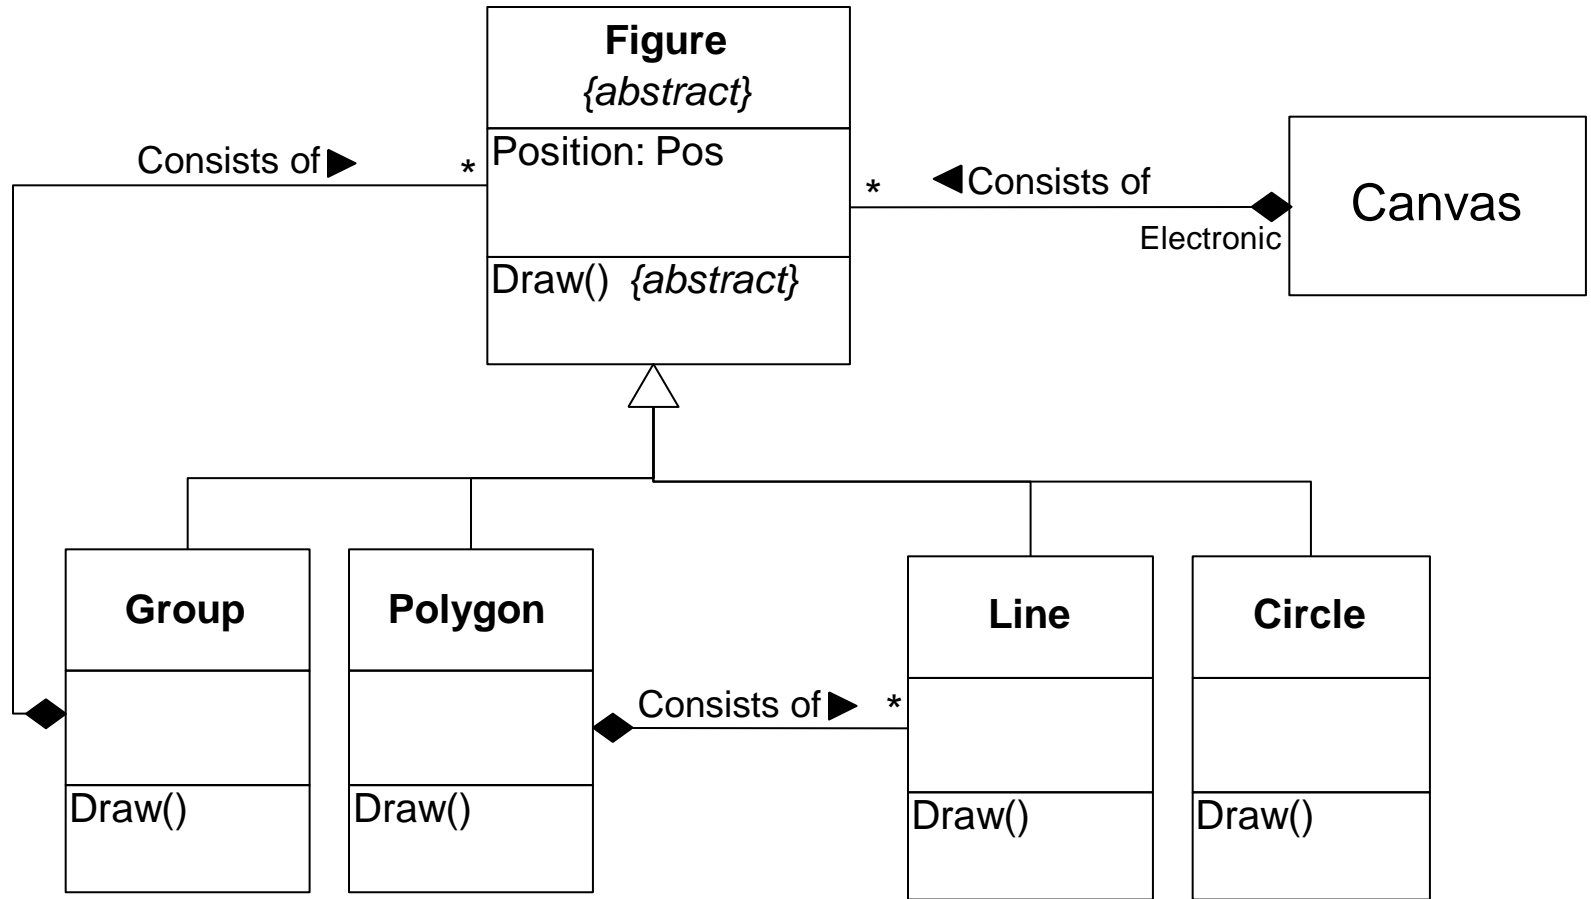 Figure
{abstract}
Position: Pos
Draw() {abstract}
Consists of ▶ *
* ◀ Consists of
Electronic
Canvas
Group
Draw()
Polygon
Draw()
Consists of ▶ *
Line
Draw()
Circle
Draw()